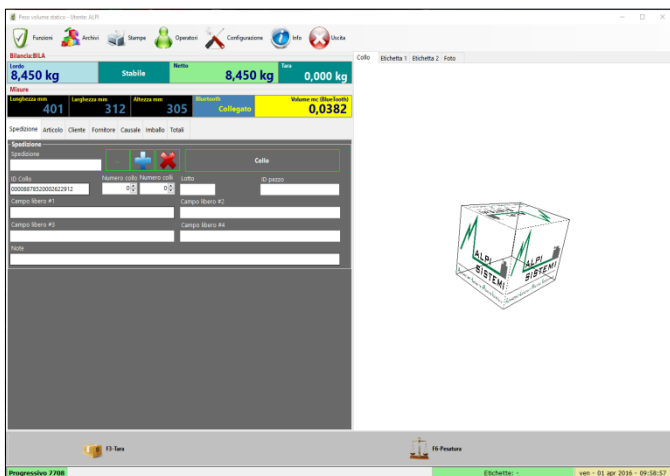 Peso volume statico - Utente ALPI
Funzioni Archivi Stampe Operatori Configurazione Info Uscita
Bilancia:BILA
Lordo Netto Tara
8,450 kg Stabile 8,450 kg 0,000 kg
Misure
Lunghezza mm Larghezza mm Altezza mm Bluetooth Volume mc (BlueTooth)
401 312 305 Collegato 0,0382
Spedizione Articolo Cliente Fornitore Causale Imballo Totali
Spedizione
Spedizione
...
Collo
ID Collo Numero collo Numero colli Lotto ID pezzo
00008878520002622912 0 0
Campo libero #1 Campo libero #2
Campo libero #3 Campo libero #4
Note
Collo Etichetta 1 Etichetta 2 Foto
ALPI
SISTEMI
ALPI
SISTEMI
F3-Tara F6-Pesatura
Progressivo 7708 Etichette: - ven - 01 apr 2016 - 09:58:57